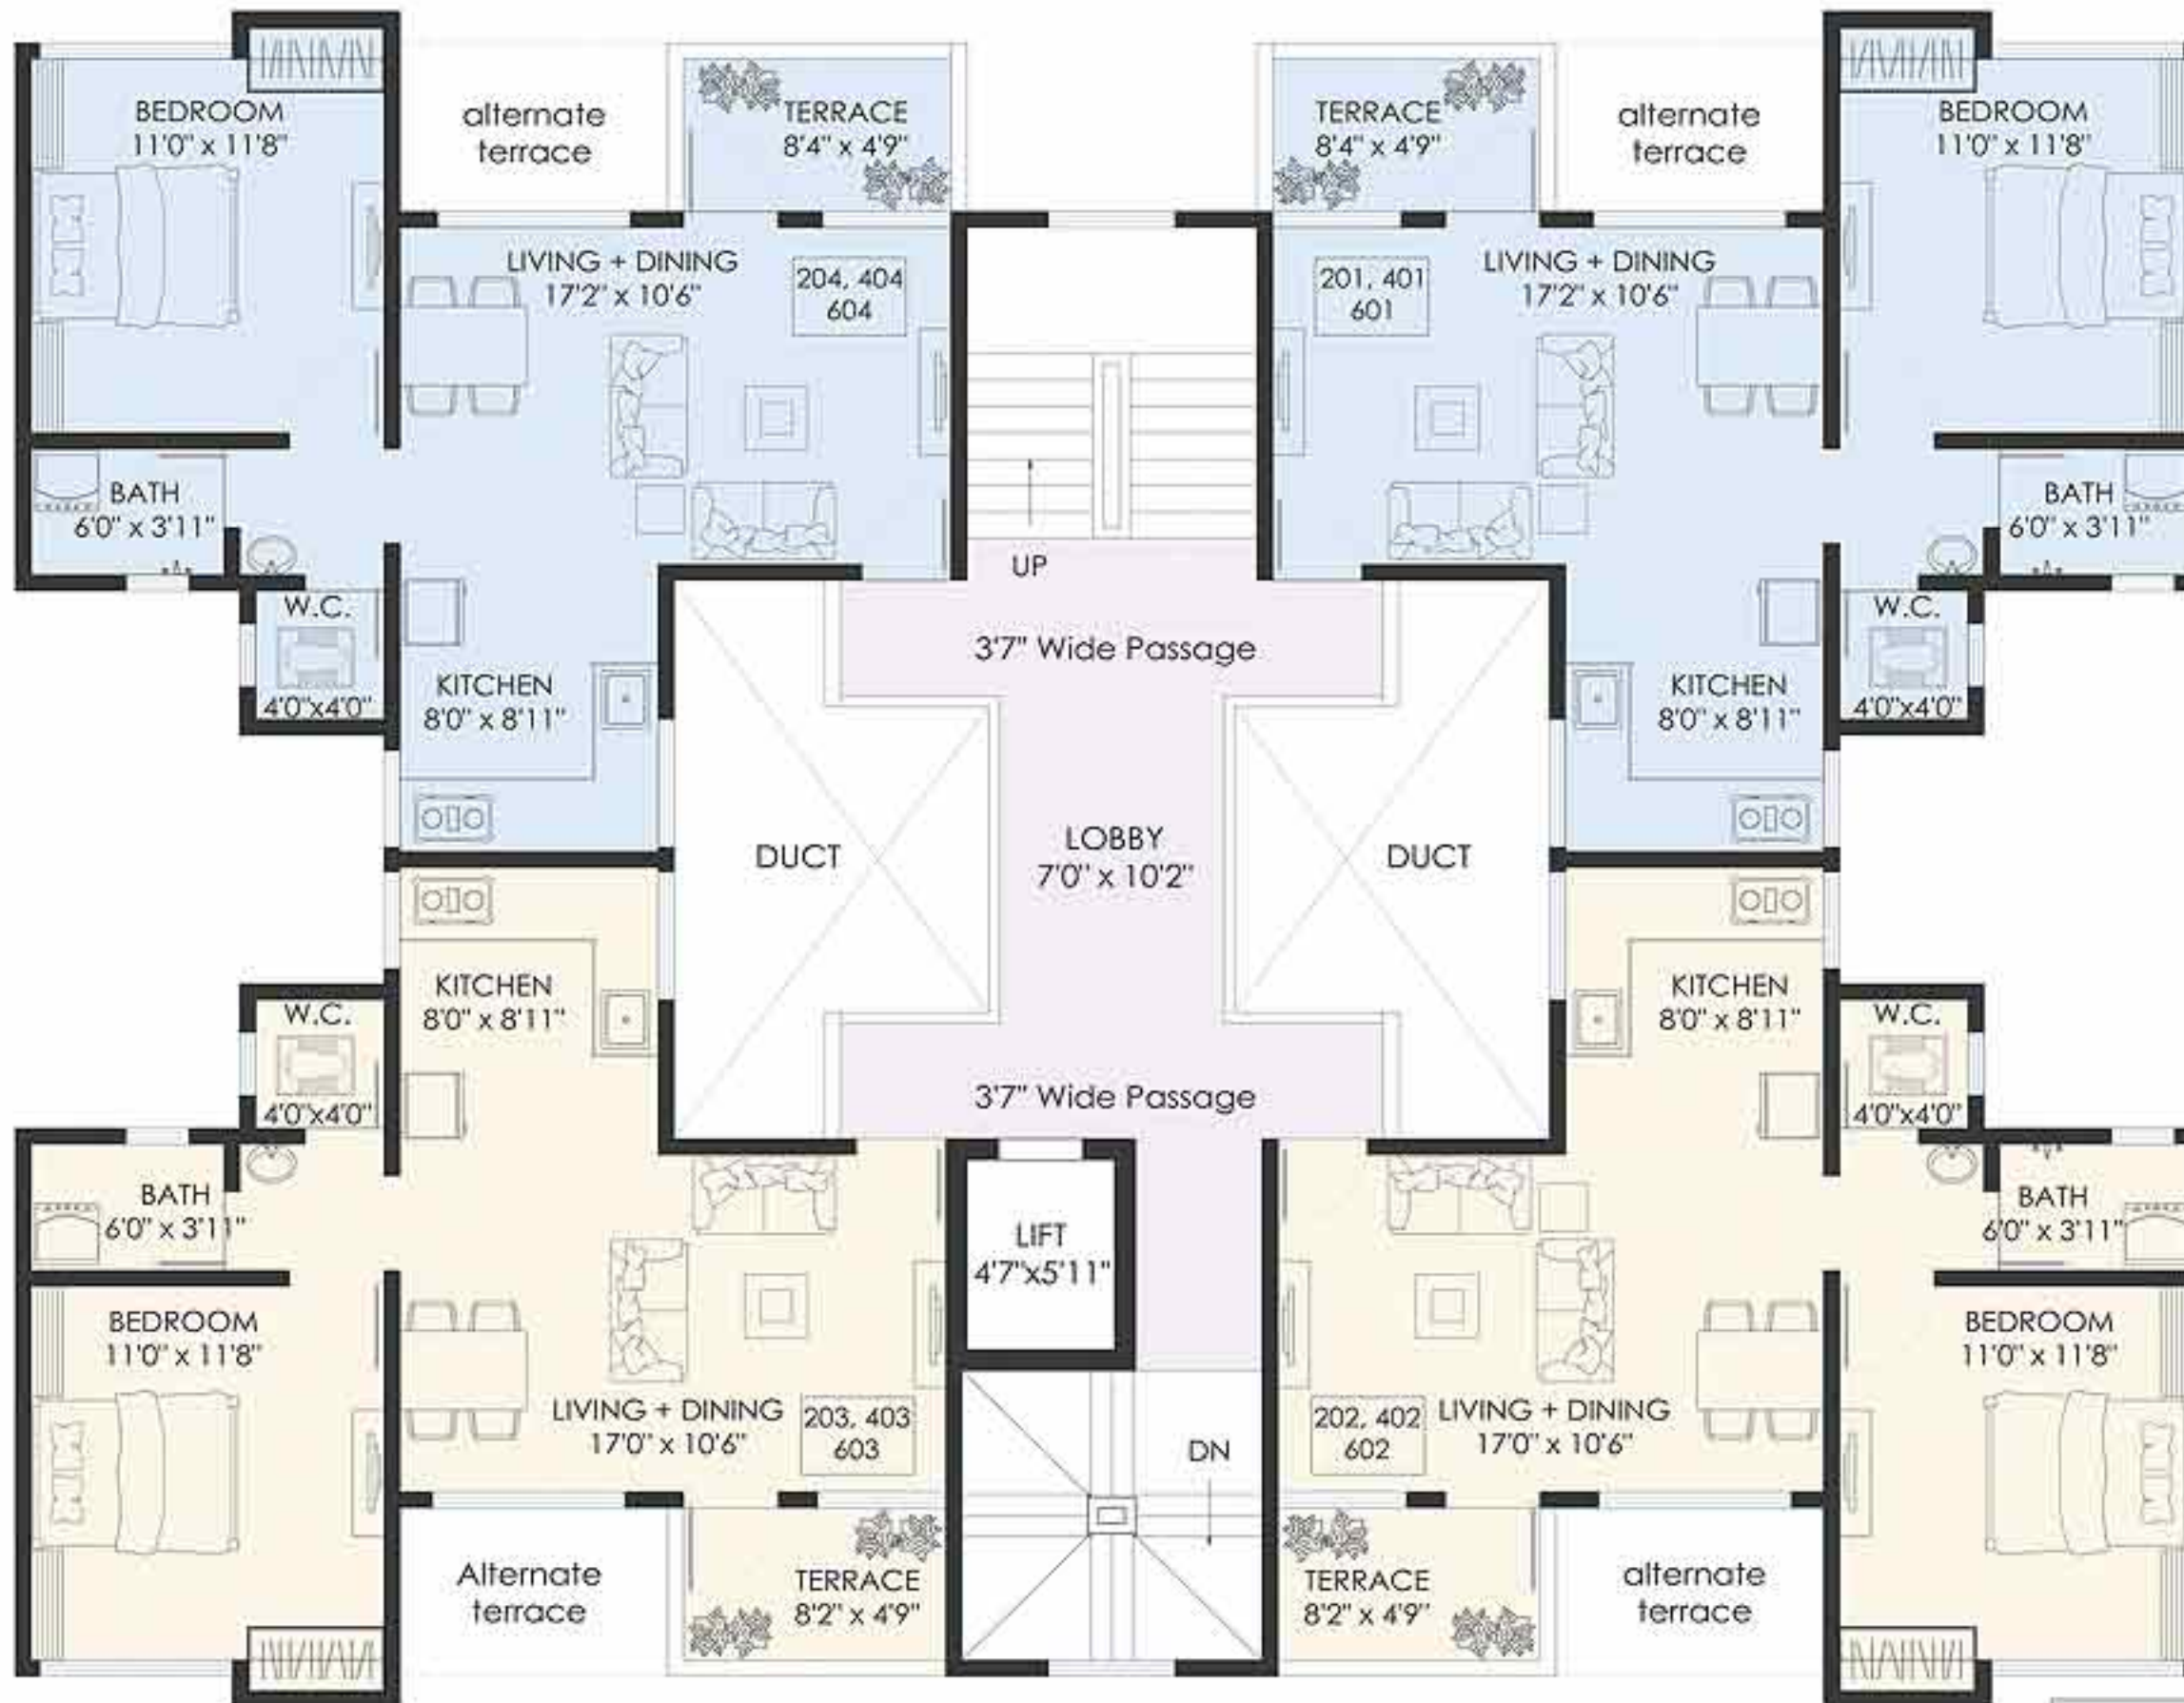 BEDROOM
11'0" x 11'8"
alternate
terrace
TERRACE
8'4" x 4'9"
TERRACE
8'4" x 4'9"
alternate
terrace
BEDROOM
11'0" x 11'8"
LIVING + DINING
17'2" x 10'6"
204, 404
604
201, 401
601
LIVING + DINING
17'2" x 10'6"
BATH
6'0" x 3'11"
BATH
6'0" x 3'11"
UP
W.C.
4'0"x4'0"
KITCHEN
8'0" x 8'11"
3'7" Wide Passage
KITCHEN
8'0" x 8'11"
W.C.
4'0"x4'0"
DUCT
LOBBY
7'0" x 10'2"
DUCT
W.C.
4'0"x4'0"
KITCHEN
8'0" x 8'11"
3'7" Wide Passage
KITCHEN
8'0" x 8'11"
W.C.
4'0"x4'0"
BATH
6'0" x 3'11"
LIFT
4'7"x5'11"
BATH
6'0" x 3'11"
BEDROOM
11'0" x 11'8"
BEDROOM
11'0" x 11'8"
LIVING + DINING
17'0" x 10'6"
203, 403
603
202, 402
602
LIVING + DINING
17'0" x 10'6"
DN
Alternate
terrace
TERRACE
8'2" x 4'9"
TERRACE
8'2" x 4'9"
alternate
terrace